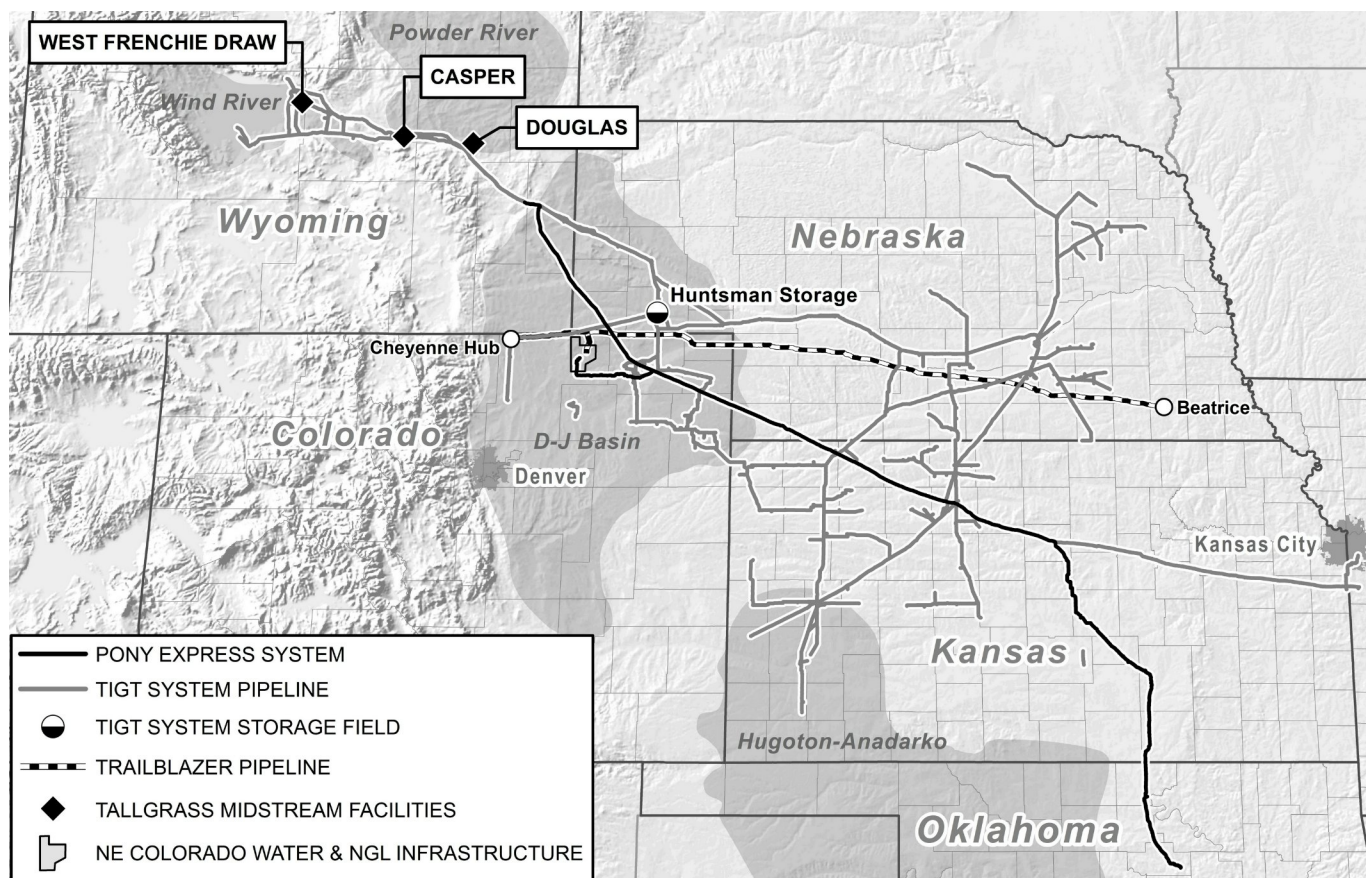 WEST FRENCHIE DRAW
Powder River
CASPER
Wind River
DOUGLAS
Wyoming
Nebraska
Huntsman Storage
Cheyenne Hub
Beatrice
Colorado
D-J Basin
Denver
Kansas City
Kansas
Hugoton-Anadarko
Oklahoma
PONY EXPRESS SYSTEM
TIGT SYSTEM PIPELINE
TIGT SYSTEM STORAGE FIELD
TRAILBLAZER PIPELINE
TALLGRASS MIDSTREAM FACILITIES
NE COLORADO WATER & NGL INFRASTRUCTURE